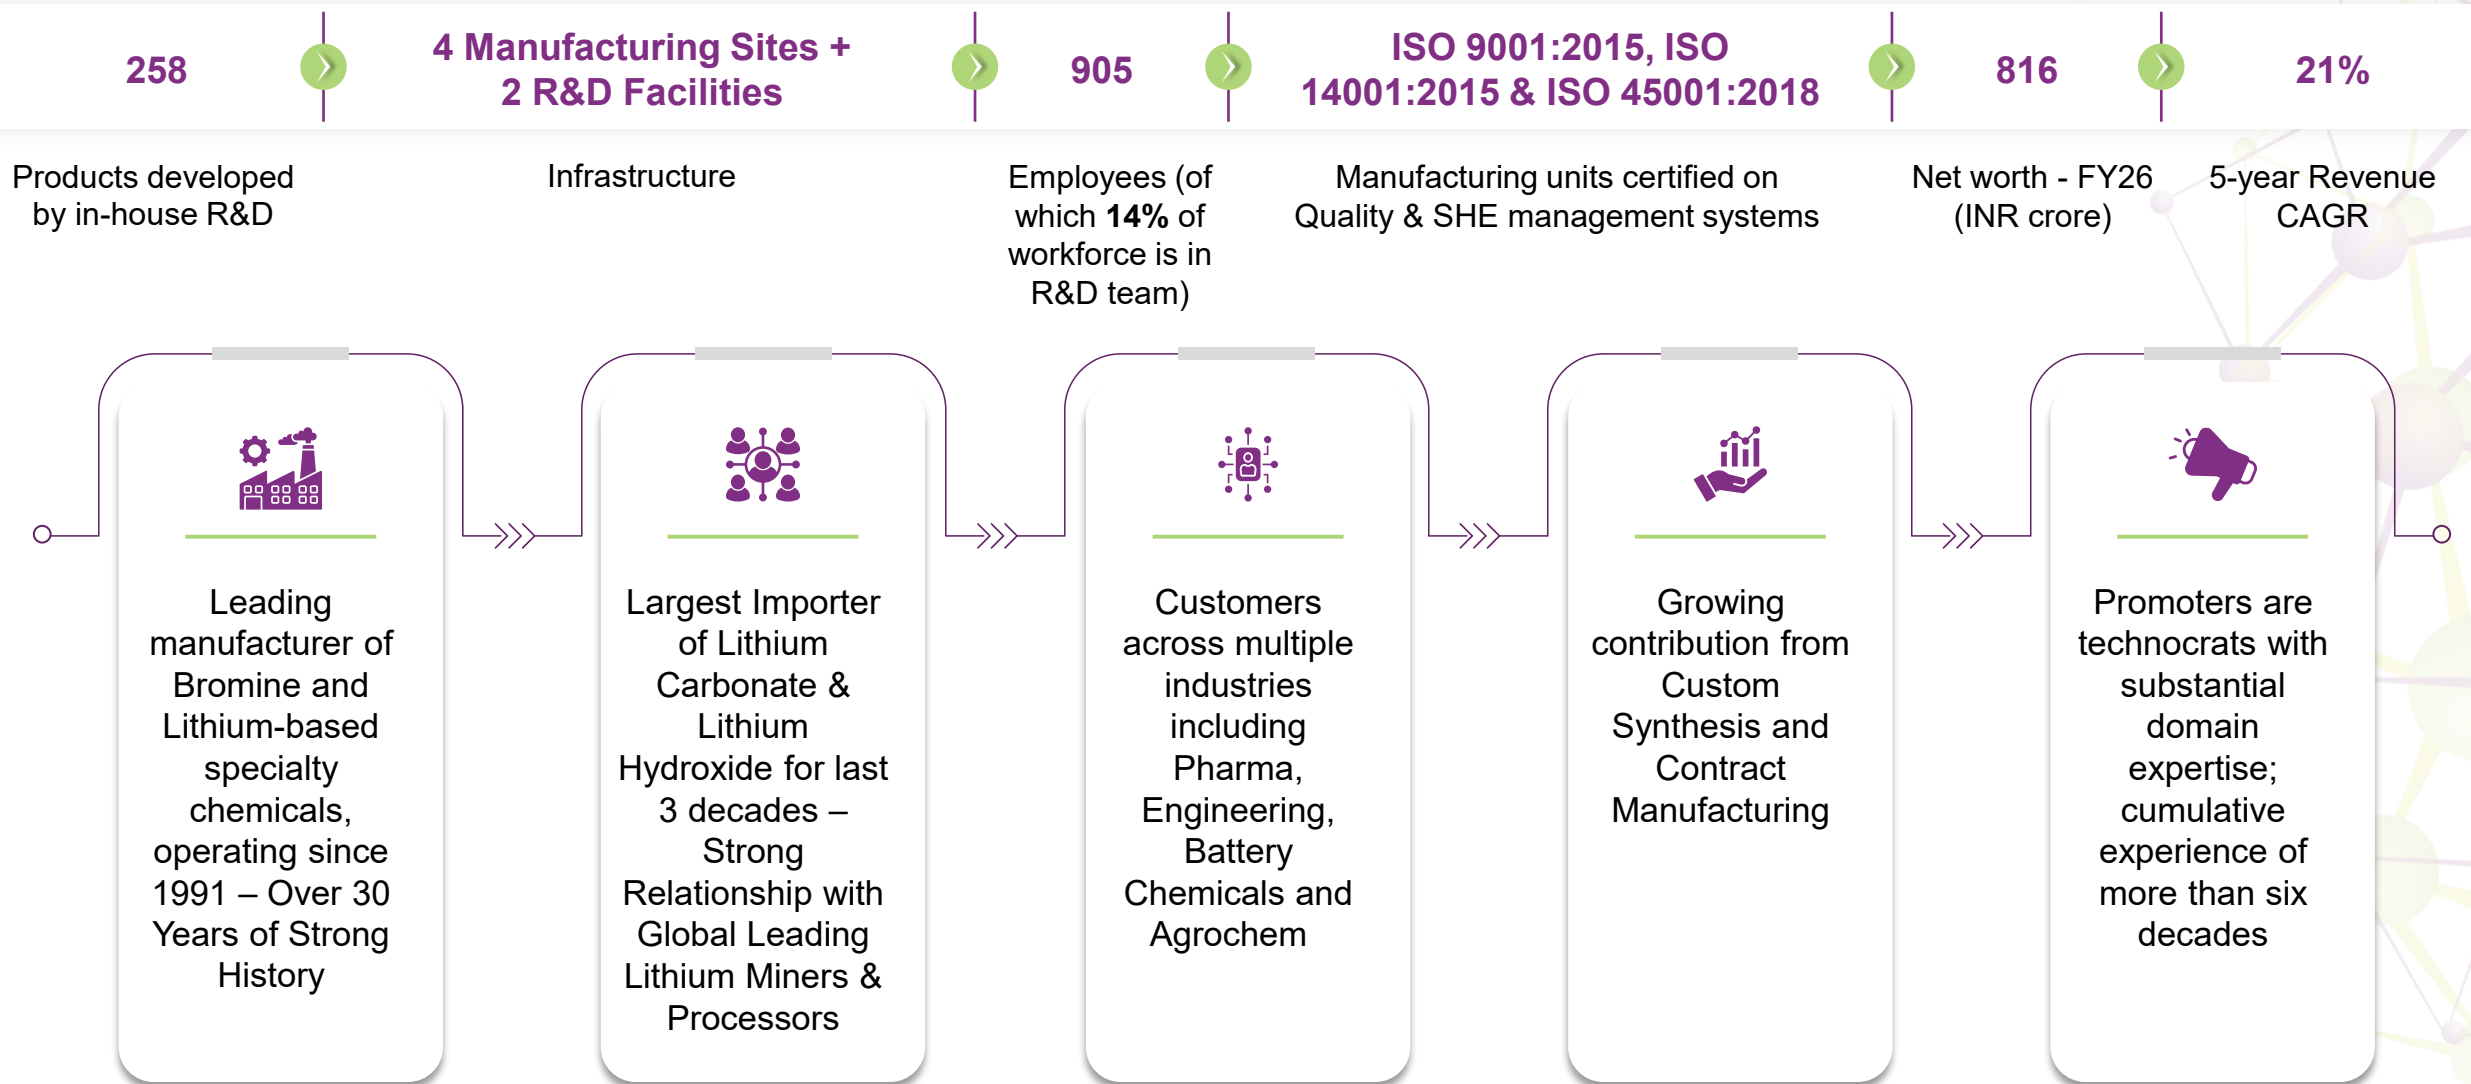 258
4 Manufacturing Sites +
2 R&D Facilities
905
ISO 9001:2015, ISO
14001:2015 & ISO 45001:2018
816
21%
Products developed
by in-house R&D
Infrastructure
Employees (of
which 14% of
workforce is in
R&D team)
Manufacturing units certified on
Quality & SHE management systems
Net worth - FY26
(INR crore)
5-year Revenue
CAGR
Leading
manufacturer of
Bromine and
Lithium-based
specialty
chemicals,
operating since
1991 – Over 30
Years of Strong
History
Largest Importer
of Lithium
Carbonate &
Lithium
Hydroxide for last
3 decades –
Strong
Relationship with
Global Leading
Lithium Miners &
Processors
Customers
across multiple
industries
including
Pharma,
Engineering,
Battery
Chemicals and
Agrochem
Growing
contribution from
Custom
Synthesis and
Contract
Manufacturing
Promoters are
technocrats with
substantial
domain
expertise;
cumulative
experience of
more than six
decades